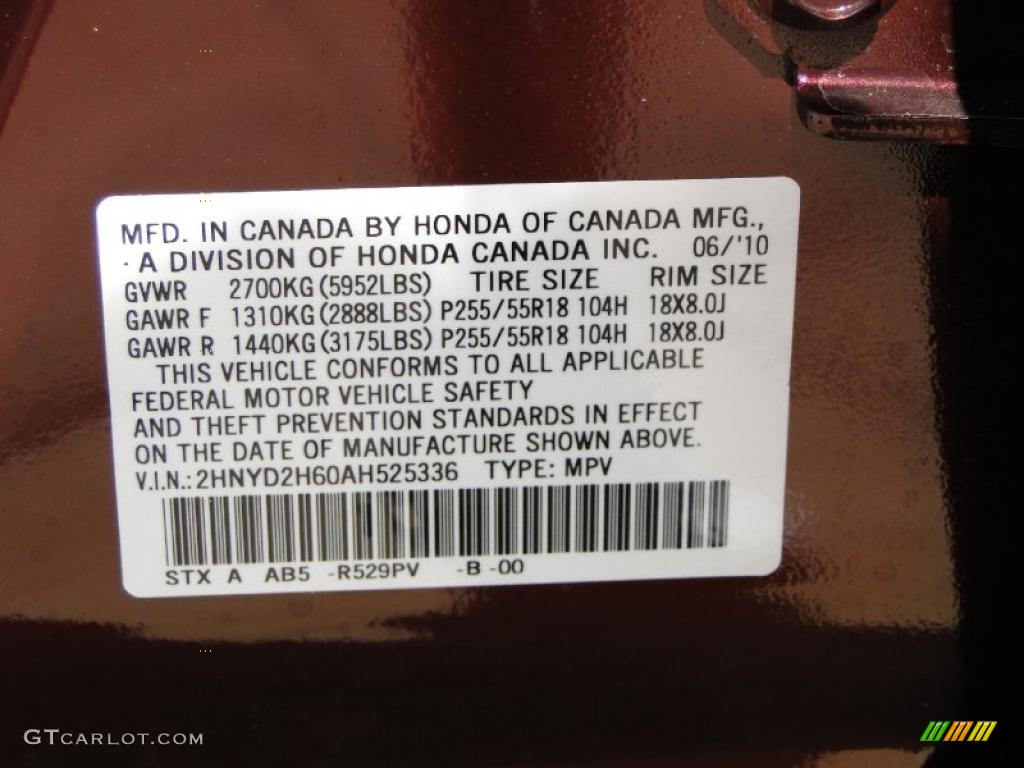 MFD. IN CANADA BY HONDA OF CANADA MFG.,
· A DIVISION OF HONDA CANADA INC. 06/'10
GVWR 2700KG (5952LBS) TIRE SIZE RIM SIZE
GAWR F 1310KG (2888LBS) P255/55R18 104H 18X8.0J
GAWR R 1440KG (3175LBS) P255/55R18 104H 18X8.0J
THIS VEHICLE CONFORMS TO ALL APPLICABLE
FEDERAL MOTOR VEHICLE SAFETY
AND THEFT PREVENTION STANDARDS IN EFFECT
ON THE DATE OF MANUFACTURE SHOWN ABOVE.
V.I.N.: 2HNYD2H60AH525336 TYPE: MPV
STX A AB5 -R529PV -B -00
GTCARLOT.COM